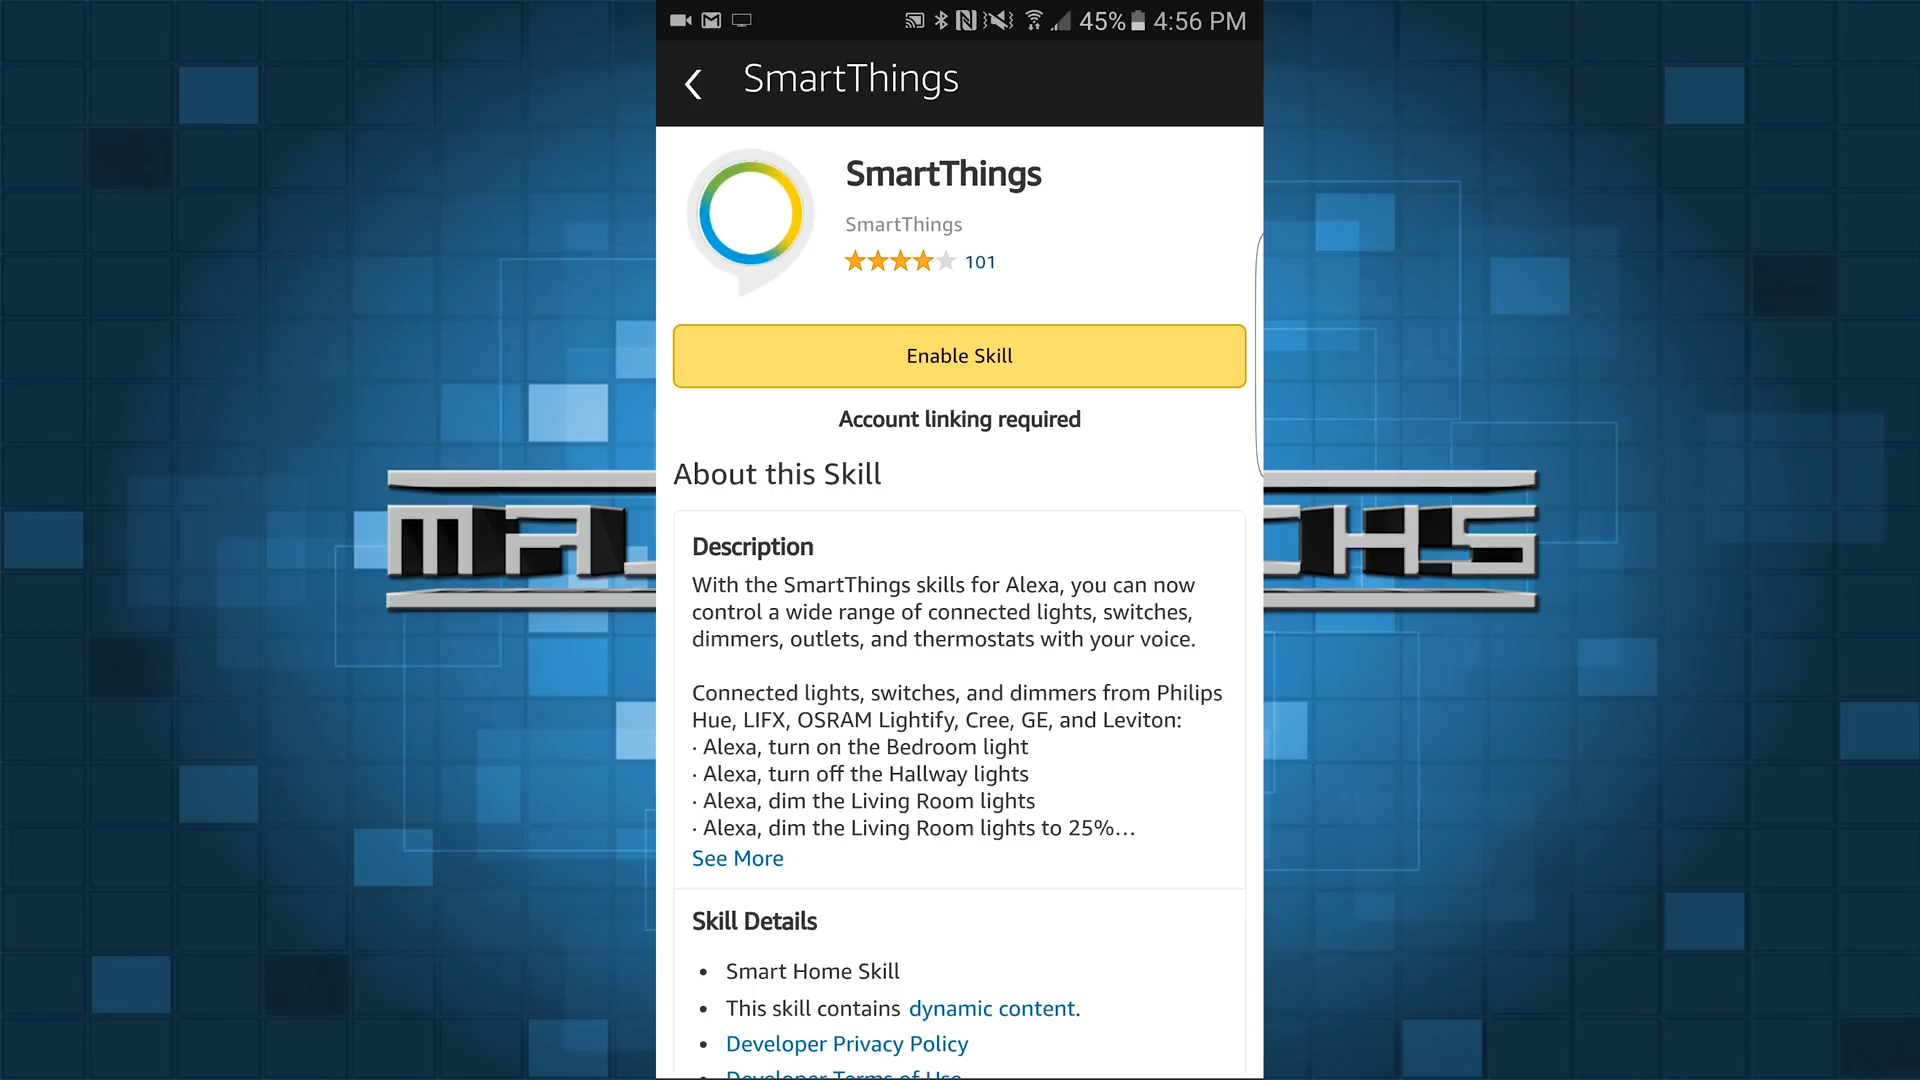 45% 4:56 PM
SmartThings
SmartThings
SmartThings
101
Enable Skill
Account linking required
About this Skill
Description
With the SmartThings skills for Alexa, you can now
control a wide range of connected lights, switches,
dimmers, outlets, and thermostats with your voice.
Connected lights, switches, and dimmers from Philips
Hue, LIFX, OSRAM Lightify, Cree, GE, and Leviton:
· Alexa, turn on the Bedroom light
· Alexa, turn off the Hallway lights
· Alexa, dim the Living Room lights
· Alexa, dim the Living Room lights to 25%...
See More
Skill Details
• Smart Home Skill
• This skill contains dynamic content.
• Developer Privacy Policy
• Developer Terms of Use